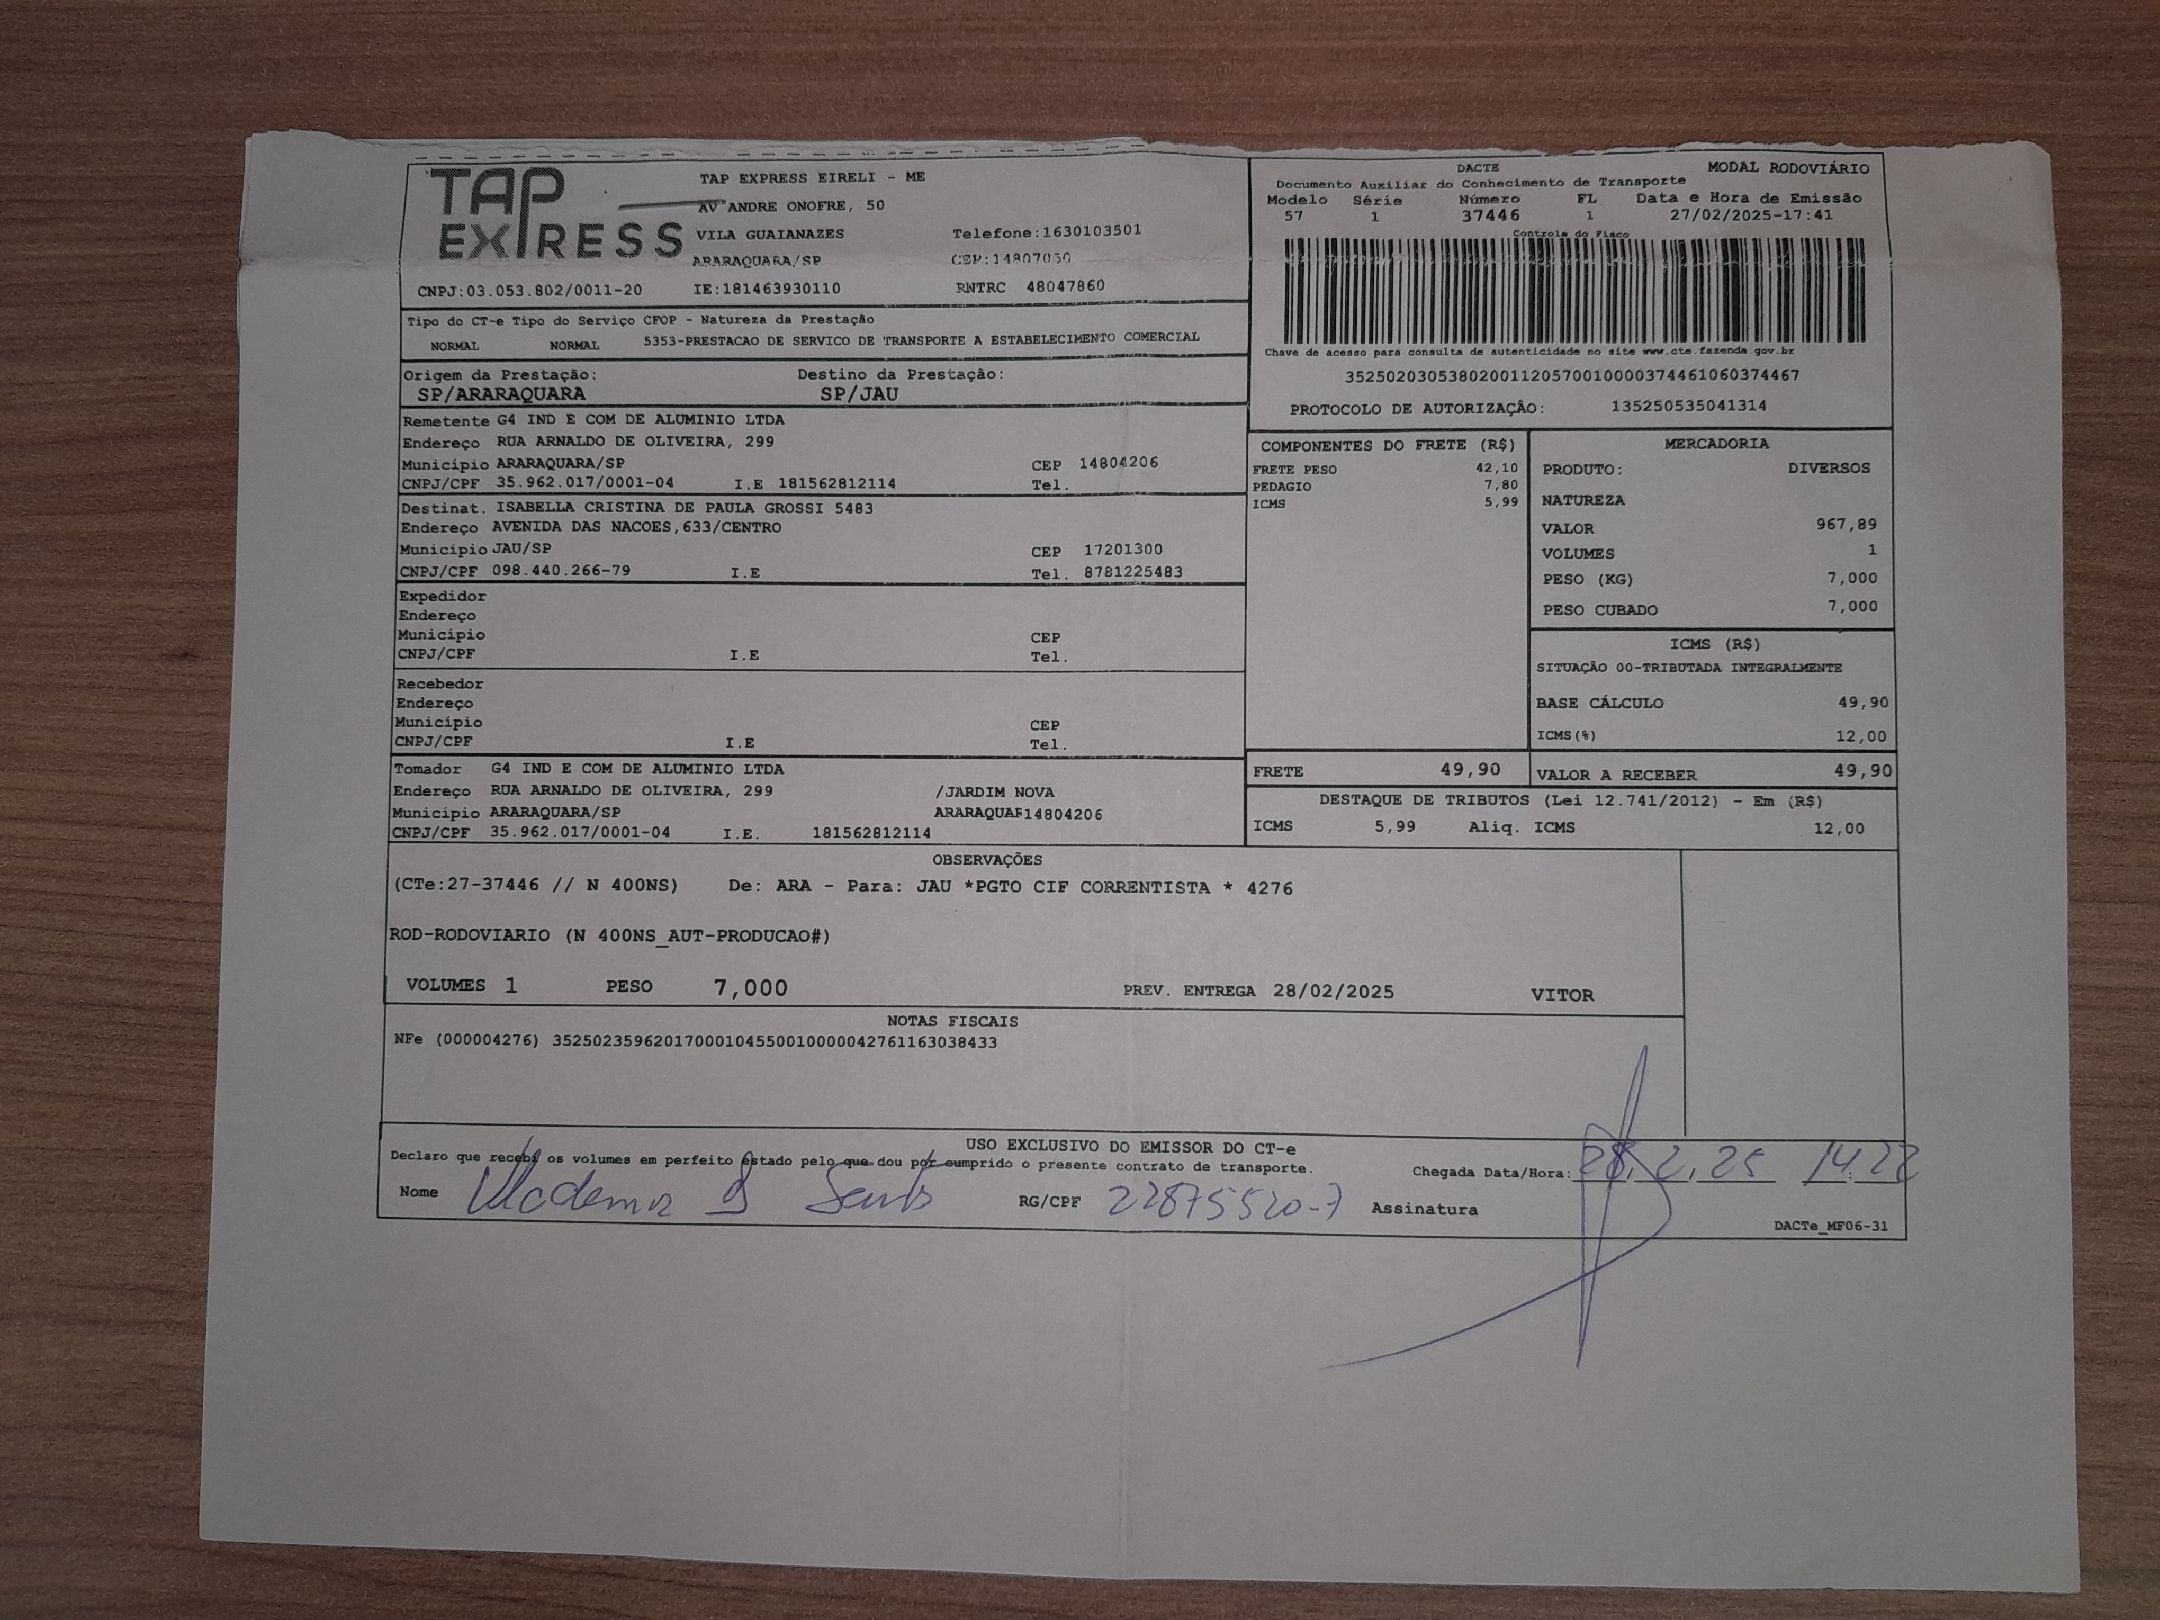 TAP EXPRESS
TAP EXPRESS EIRELI - ME
AV ANDRE ONOFRE, 50
VILA GUAIANAZES Telefone:1630103501
ARARAQUARA/SP CEP:14807050
CNPJ:03.053.802/0011-20 IE:181463930110 RNTRC 48047860
DACTE MODAL RODOVIÁRIO
Documento Auxiliar do Conhecimento de Transporte
Modelo Série Número FL Data e Hora de Emissão
57 1 37446 1 27/02/2025-17:41
Controle do Fisco
Chave de acesso para consulta de autenticidade no site www.cte.fazenda.gov.br
35250203053802001120570010000374461060374467
PROTOCOLO DE AUTORIZAÇÃO: 135250535041314
Tipo do CT-e Tipo do Serviço CFOP - Natureza da Prestação
NORMAL NORMAL 5353-PRESTACAO DE SERVICO DE TRANSPORTE A ESTABELECIMENTO COMERCIAL
Origem da Prestação: Destino da Prestação:
SP/ARARAQUARA SP/JAU
Remetente G4 IND E COM DE ALUMINIO LTDA
Endereço RUA ARNALDO DE OLIVEIRA, 299
Município ARARAQUARA/SP CEP 14804206
CNPJ/CPF 35.962.017/0001-04 I.E 181562812114 Tel.
Destinat. ISABELLA CRISTINA DE PAULA GROSSI 5483
Endereço AVENIDA DAS NACOES,633/CENTRO
Município JAU/SP CEP 17201300
CNPJ/CPF 098.440.266-79 I.E Tel. 8781225483
Expedidor
Endereço
Município CEP
CNPJ/CPF I.E Tel.
Recebedor
Endereço
Município CEP
CNPJ/CPF I.E Tel.
Tomador G4 IND E COM DE ALUMINIO LTDA
Endereço RUA ARNALDO DE OLIVEIRA, 299 /JARDIM NOVA
Município ARARAQUARA/SP ARARAQUAR14804206
CNPJ/CPF 35.962.017/0001-04 I.E. 181562812114
COMPONENTES DO FRETE (R$)
FRETE PESO 42,10
PEDAGIO 7,80
ICMS 5,99
MERCADORIA
PRODUTO: DIVERSOS
NATUREZA
VALOR 967,89
VOLUMES 1
PESO (KG) 7,000
PESO CUBADO 7,000
ICMS (R$)
SITUAÇÃO 00-TRIBUTADA INTEGRALMENTE
BASE CÁLCULO 49,90
ICMS(%) 12,00
FRETE 49,90 VALOR A RECEBER 49,90
DESTAQUE DE TRIBUTOS (Lei 12.741/2012) - Em (R$)
ICMS 5,99 Aliq. ICMS 12,00
OBSERVAÇÕES
(CTe:27-37446 // N 400NS) De: ARA - Para: JAU *PGTO CIF CORRENTISTA * 4276
ROD-RODOVIARIO (N 400NS_AUT-PRODUCAO#)
VOLUMES 1 PESO 7,000 PREV. ENTREGA 28/02/2025 VITOR
NOTAS FISCAIS
NFe (000004276) 35250235962017000104550010000042761163038433
USO EXCLUSIVO DO EMISSOR DO CT-e
Declaro que recebi os volumes em perfeito estado pelo que dou por cumprido o presente contrato de transporte.
Chegada Data/Hora: 28.2.25 14:22
Nome RG/CPF 22875520-7 Assinatura
DACTe_MF06-31